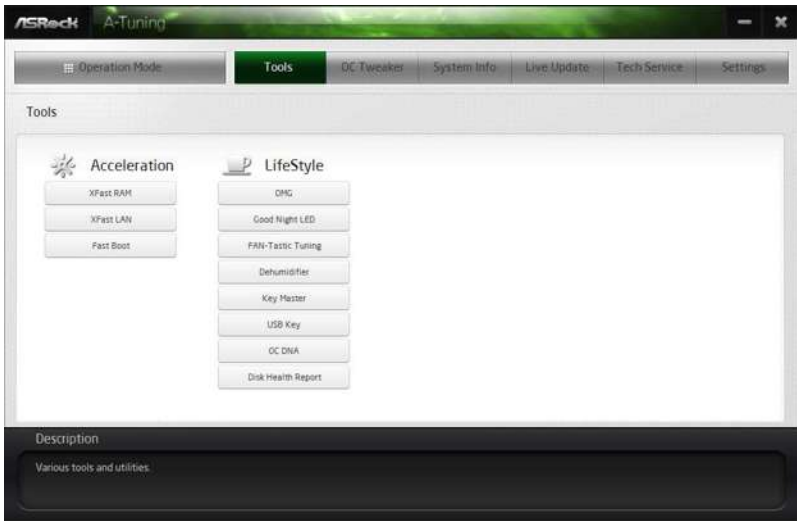 ASRock A-Tuning
Operation Mode Tools OC Tweaker System Info Live Update Tech Service Settings
Tools
Acceleration
XFast RAM
XFast LAN
Fast Boot
LifeStyle
OMG
Good Night LED
FAN-Tastic Tuning
Dehumidifier
Key Master
USB Key
OC DNA
Disk Health Report
Description
Various tools and utilities.